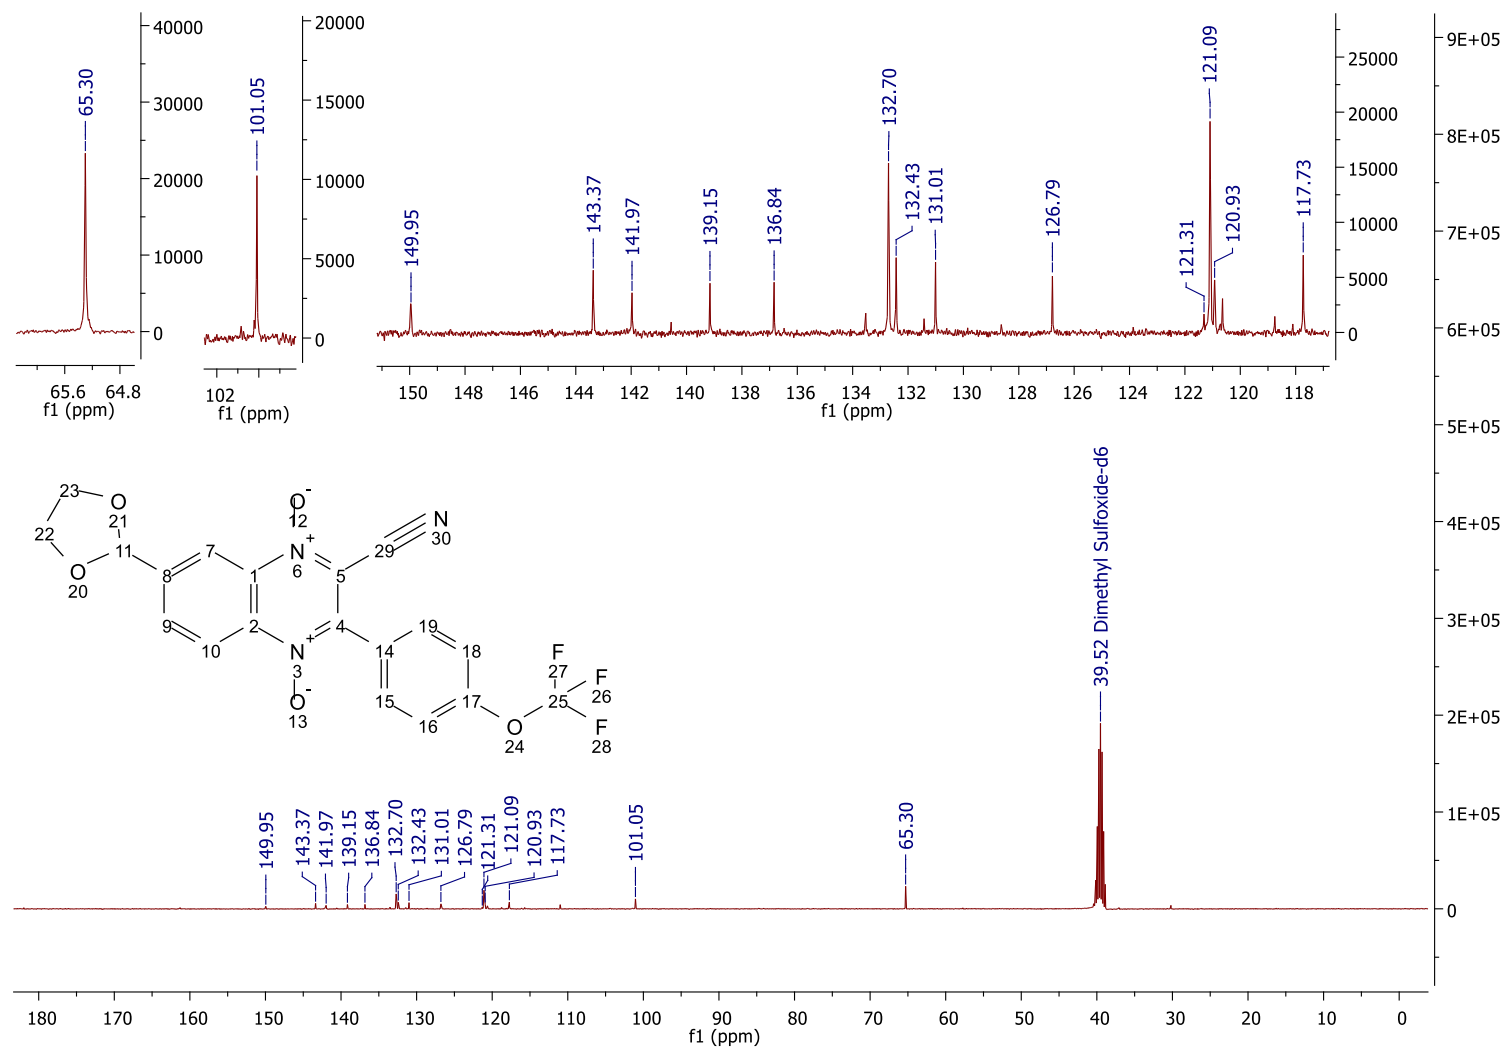 65.30
40000
30000
20000
10000
0
65.6 64.8
f1 (ppm)
101.05
20000
15000
10000
5000
0
102
f1 (ppm)
149.95
143.37
141.97
139.15
136.84
132.70
132.43
131.01
126.79
121.31
121.09
120.93
117.73
25000
20000
15000
10000
5000
0
150 148 146 144 142 140 138 136 134 132 130 128 126 124 122 120 118
f1 (ppm)
9E+05
8E+05
7E+05
6E+05
5E+05
4E+05
3E+05
2E+05
1E+05
0
23
O
21
22
11
O
20
8
7
9
10
1
2
O-
12
N+
6
5
29
N
30
4
N+
3
O-
13
14
19
18
15
16
17
O
24
25
F
27
F
26
F
28
149.95
143.37
141.97
139.15
136.84
132.70
132.43
131.01
126.79
121.31
121.09
120.93
117.73
101.05
65.30
39.52 Dimethyl Sulfoxide-d6
180 170 160 150 140 130 120 110 100 90 80 70 60 50 40 30 20 10 0
f1 (ppm)